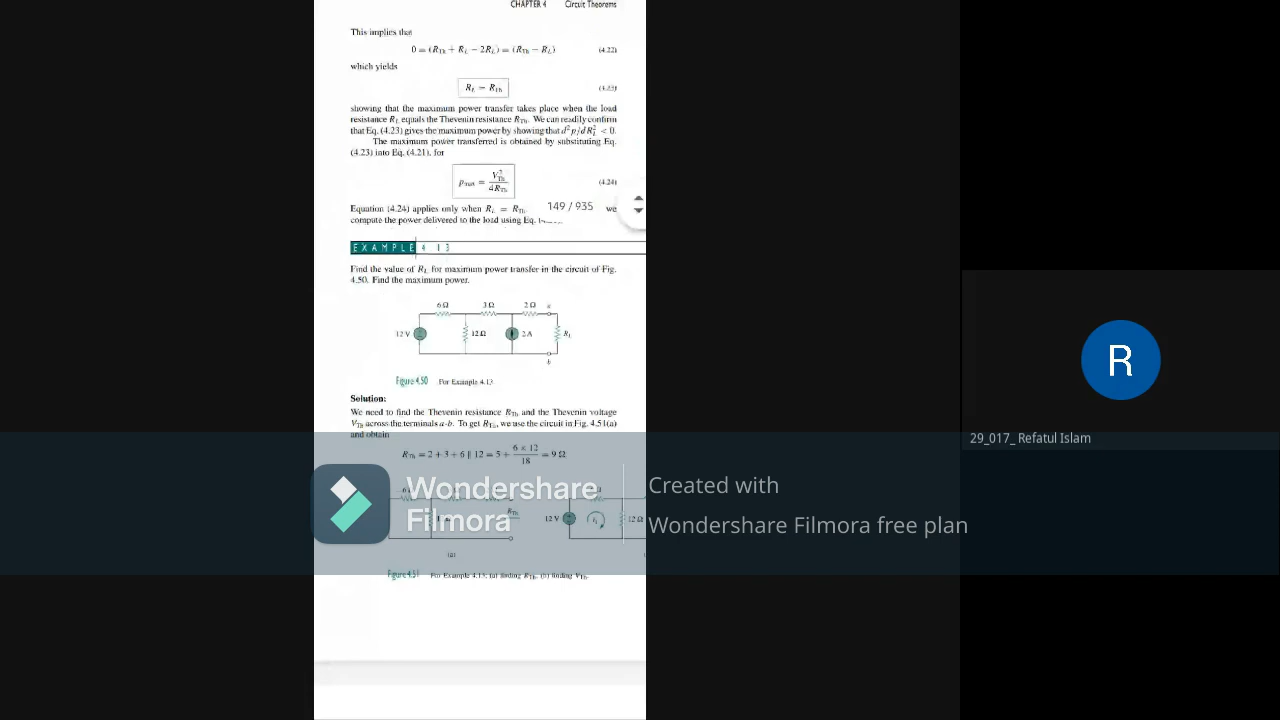 CHAPTER 4 Circuit Theorems
This implies that
0 = (RTh + RL − 2RL) = (RTh − RL) (4.22)
which yields
RL = RTh (4.23)
showing that the maximum power transfer takes place when the load
resistance RL equals the Thevenin resistance RTh. We can readily confirm
that Eq. (4.23) gives the maximum power by showing that d²p/dR²L < 0.
The maximum power transferred is obtained by substituting Eq.
(4.23) into Eq. (4.21), for
pmax = V²Th / 4RTh (4.24)
Equation (4.24) applies only when RL = RTh. we
149 / 935
compute the power delivered to the load using Eq.
EXAMPLE 4 13
Find the value of RL for maximum power transfer in the circuit of Fig.
4.50. Find the maximum power.
6 Ω 3 Ω 2 Ω a
12 V 12 Ω 2 A RL
b
Figure 4.50 For Example 4.13
Solution:
We need to find the Thevenin resistance RTh and the Thevenin voltage
VTh across the terminals a-b. To get RTh, we use the circuit in Fig. 4.51(a)
and obtain
RTh = 2 + 3 + 6 ∥ 12 = 5 + 6 × 12 / 18 = 9 Ω
RTh
12 V i1 12 Ω
(a)
Figure 4.51 For Example 4.13: (a) finding RTh, (b) finding VTh.
Wondershare
Filmora
Created with
Wondershare Filmora free plan
R
29_017_ Refatul Islam